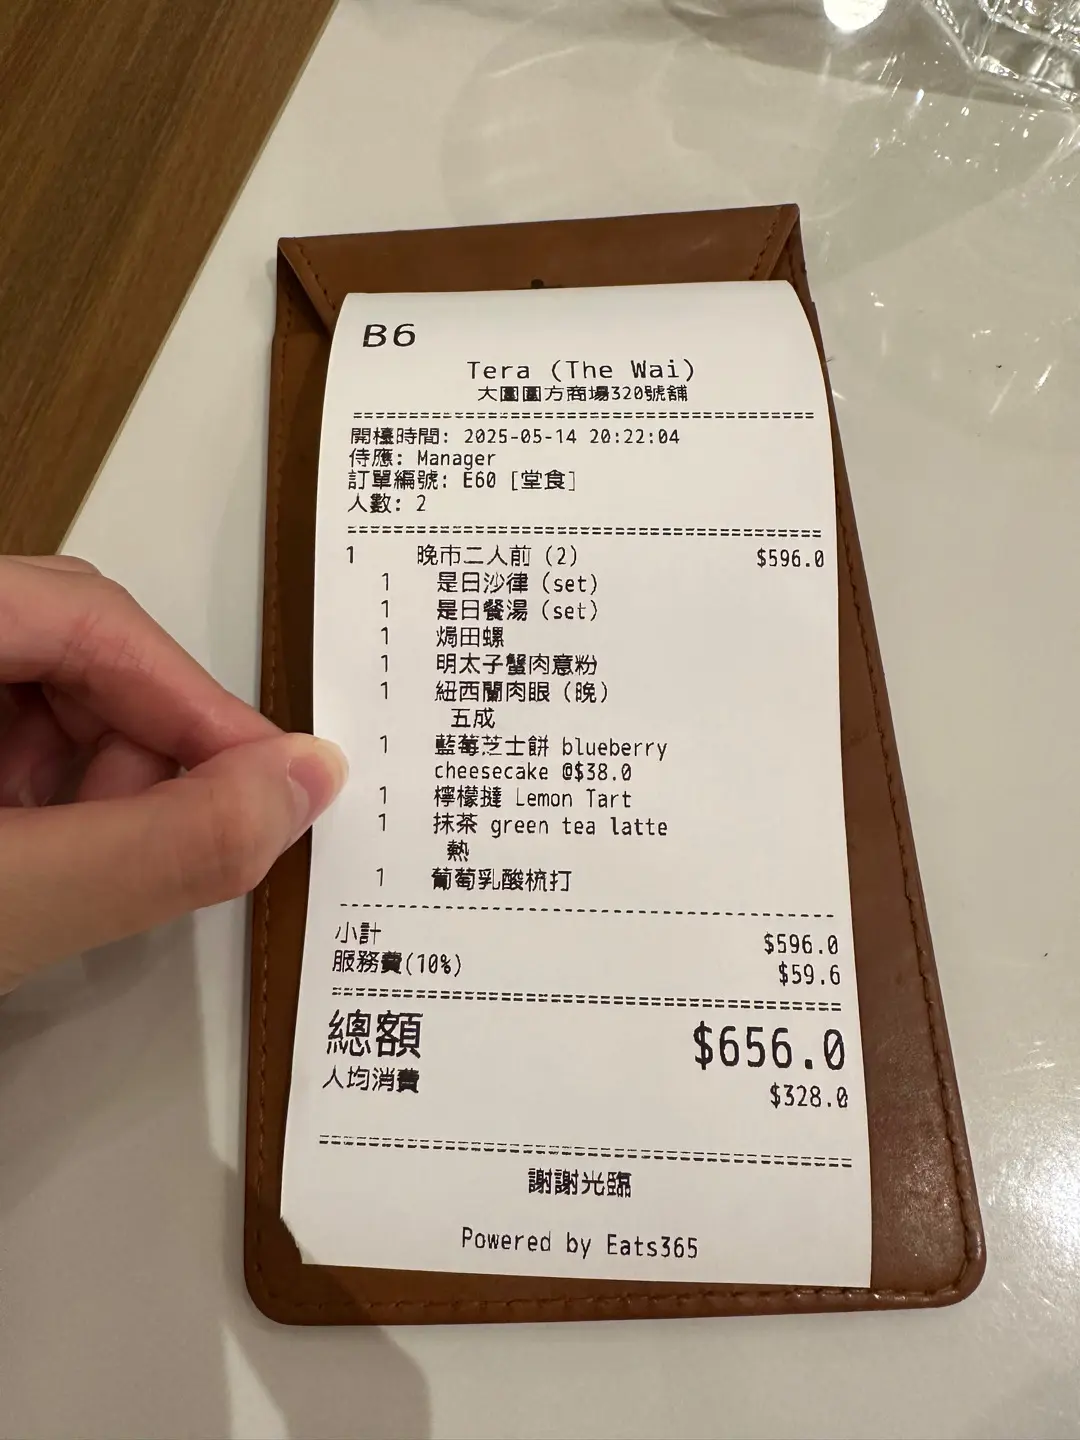 B6
Tera (The Wai)
大圍圍方商場320號舖
開檯時間: 2025-05-14 20:22:04
侍應: Manager
訂單編號: E60 [堂食]
人數: 2
1 晚市二人前 (2) $596.0
1 是日沙律 (set)
1 是日餐湯 (set)
1 焗田螺
1 明太子蟹肉意粉
1 紐西蘭肉眼 (晚)
五成
1 藍莓芝士餅 blueberry
cheesecake @$38.0
1 檸檬撻 Lemon Tart
1 抹茶 green tea latte
熱
1 葡萄乳酸梳打
小計 $596.0
服務費(10%) $59.6
總額 $656.0
人均消費 $328.0
謝謝光臨
Powered by Eats365